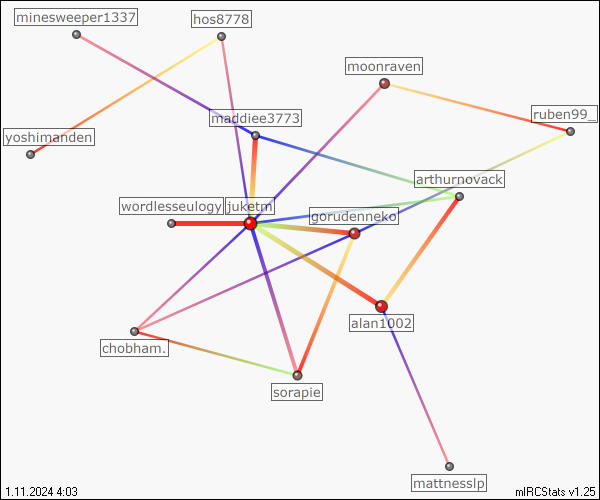 minesweeper1337
hos8778
moonraven
maddiee3773
ruben99_
yoshimanden
arthurnovack
wordlesseulogy
juketm
gorudenneko
alan1002
chobham.
sorapie
mattnesslp
1.11.2024 4:03
mIRCStats v1.25